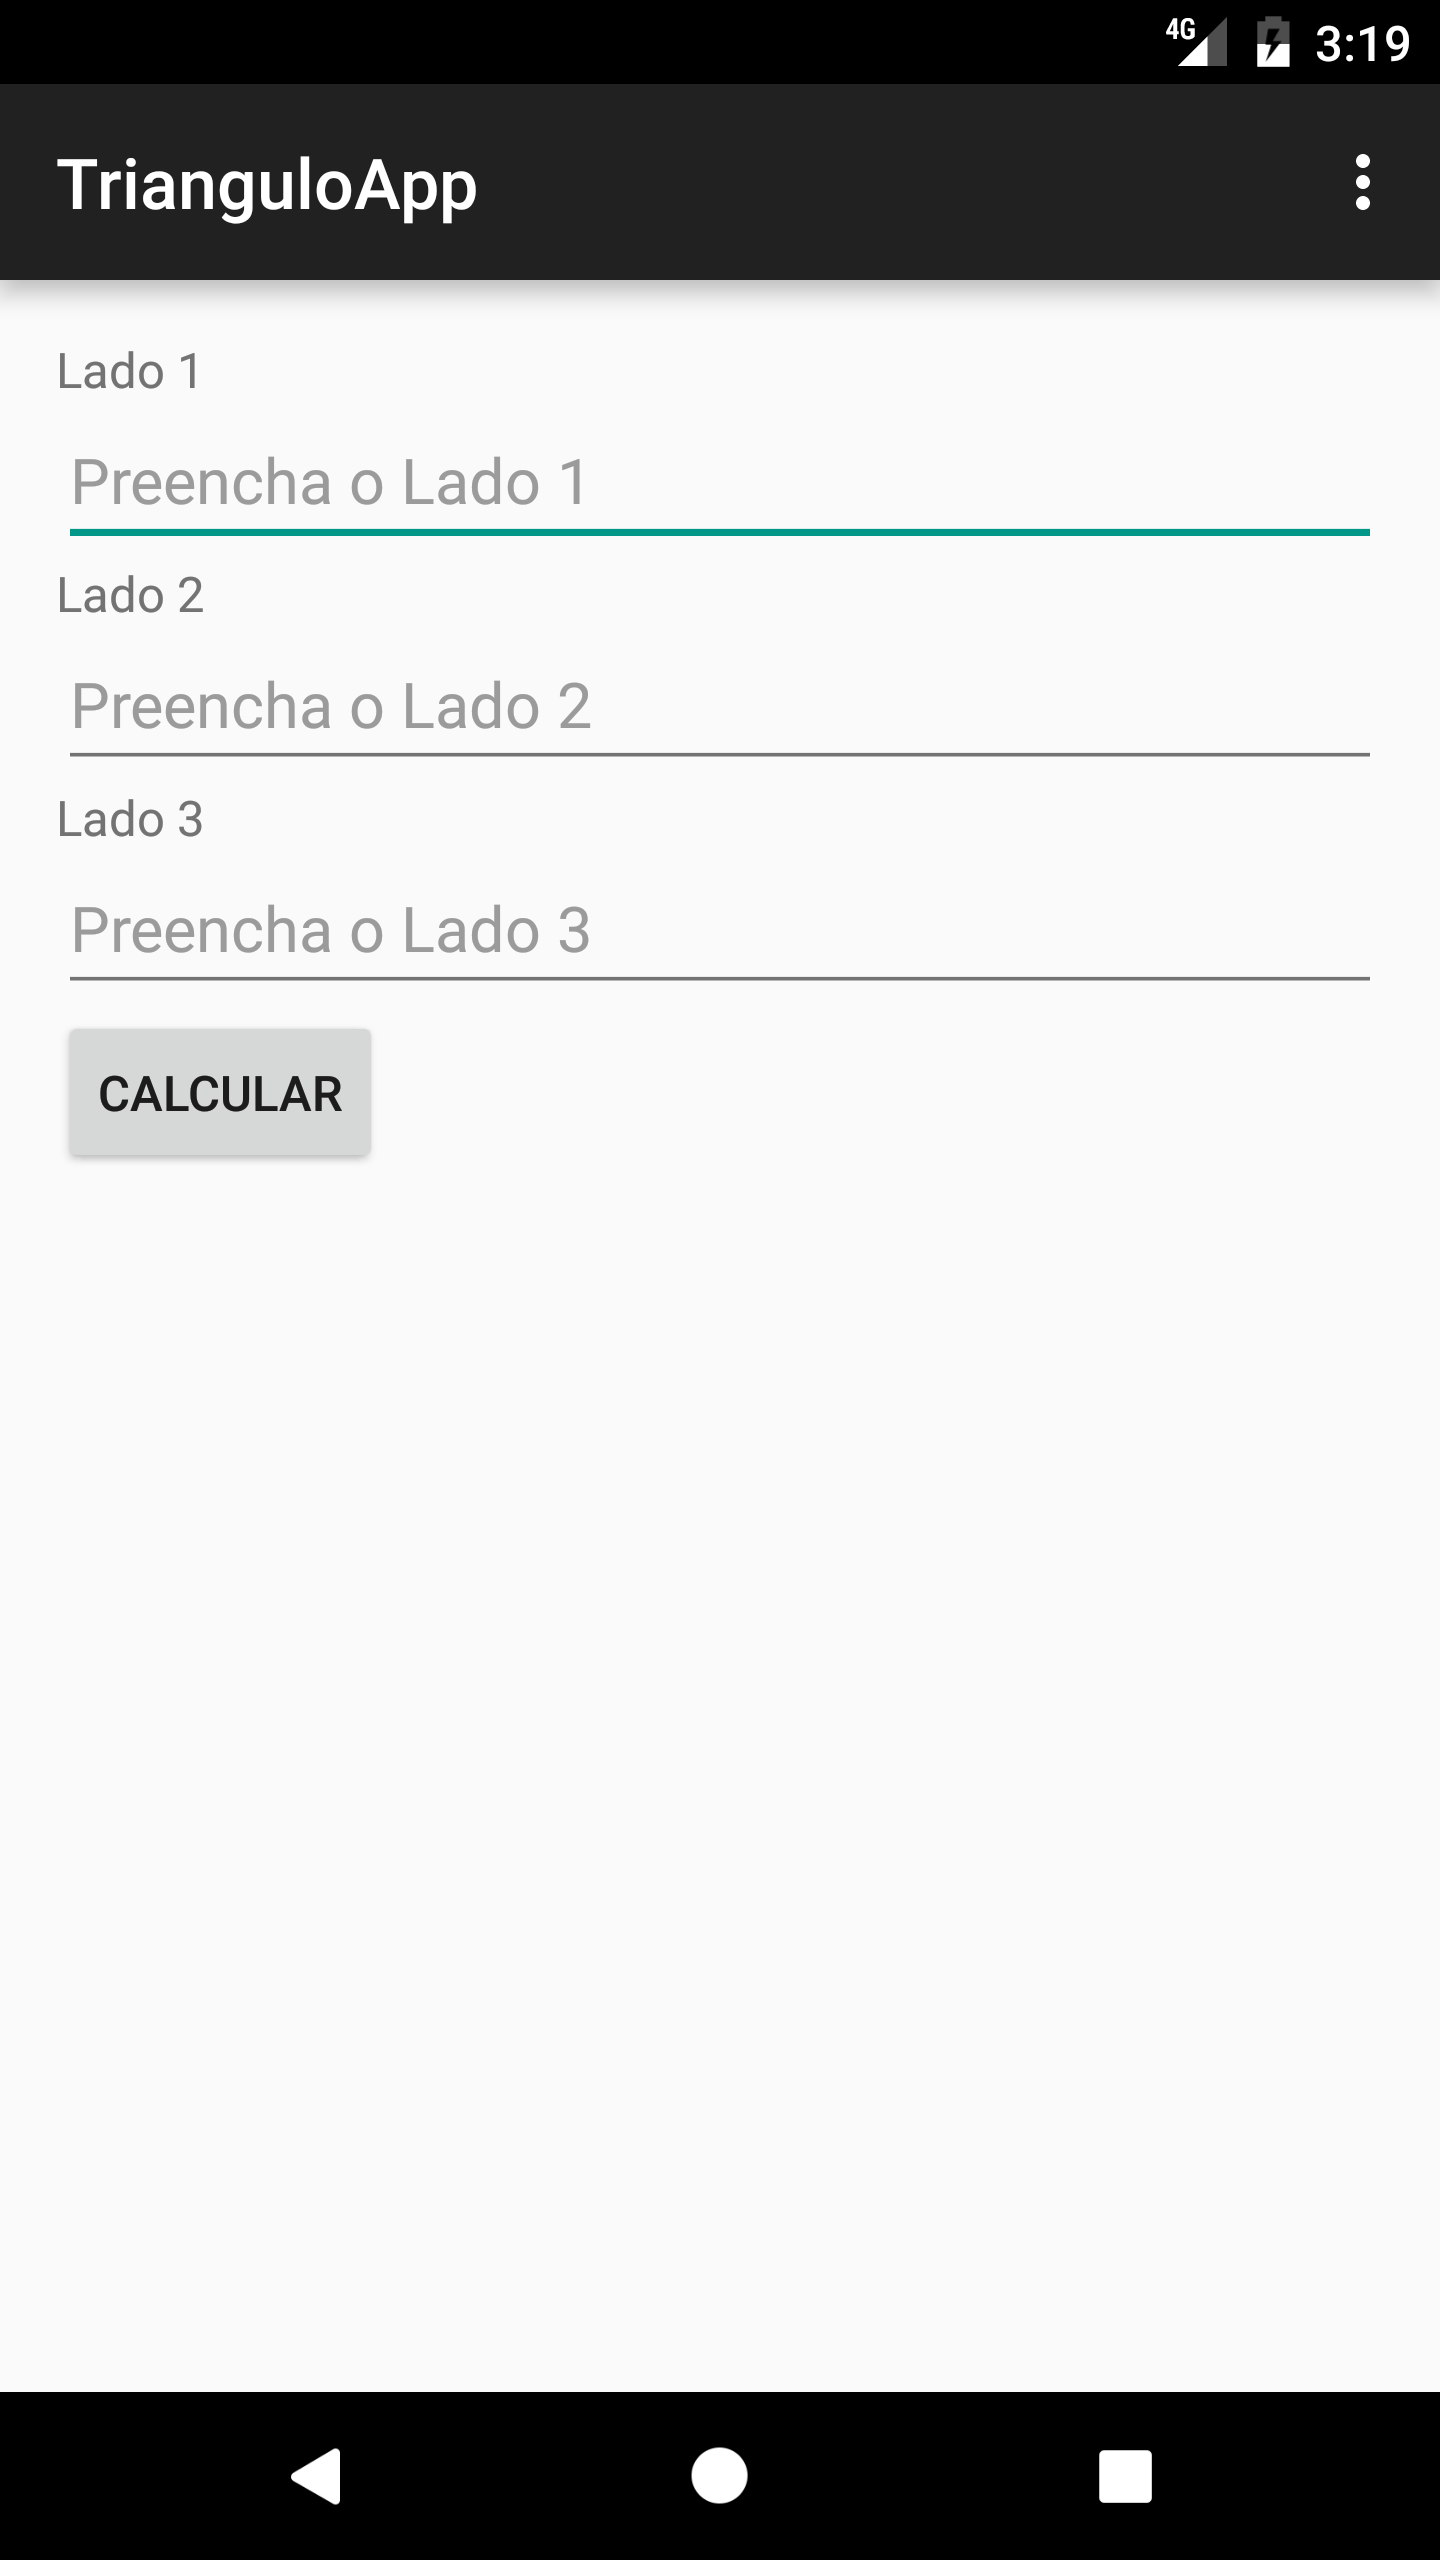 4G 3:19
TrianguloApp
Lado 1
Preencha o Lado 1
Lado 2
Preencha o Lado 2
Lado 3
Preencha o Lado 3
CALCULAR